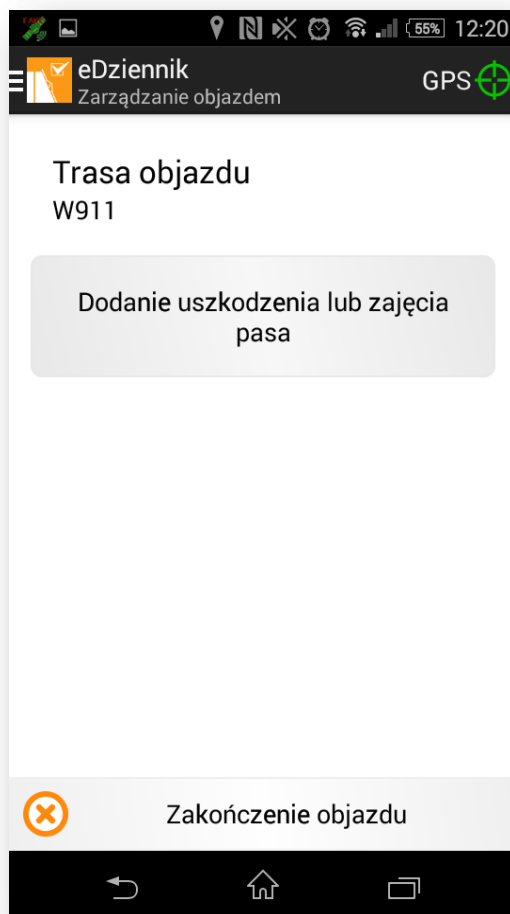 55% 12:20
eDziennik
Zarządzanie objazdem
GPS
Trasa objazdu
W911
Dodanie uszkodzenia lub zajęcia
pasa
Zakończenie objazdu